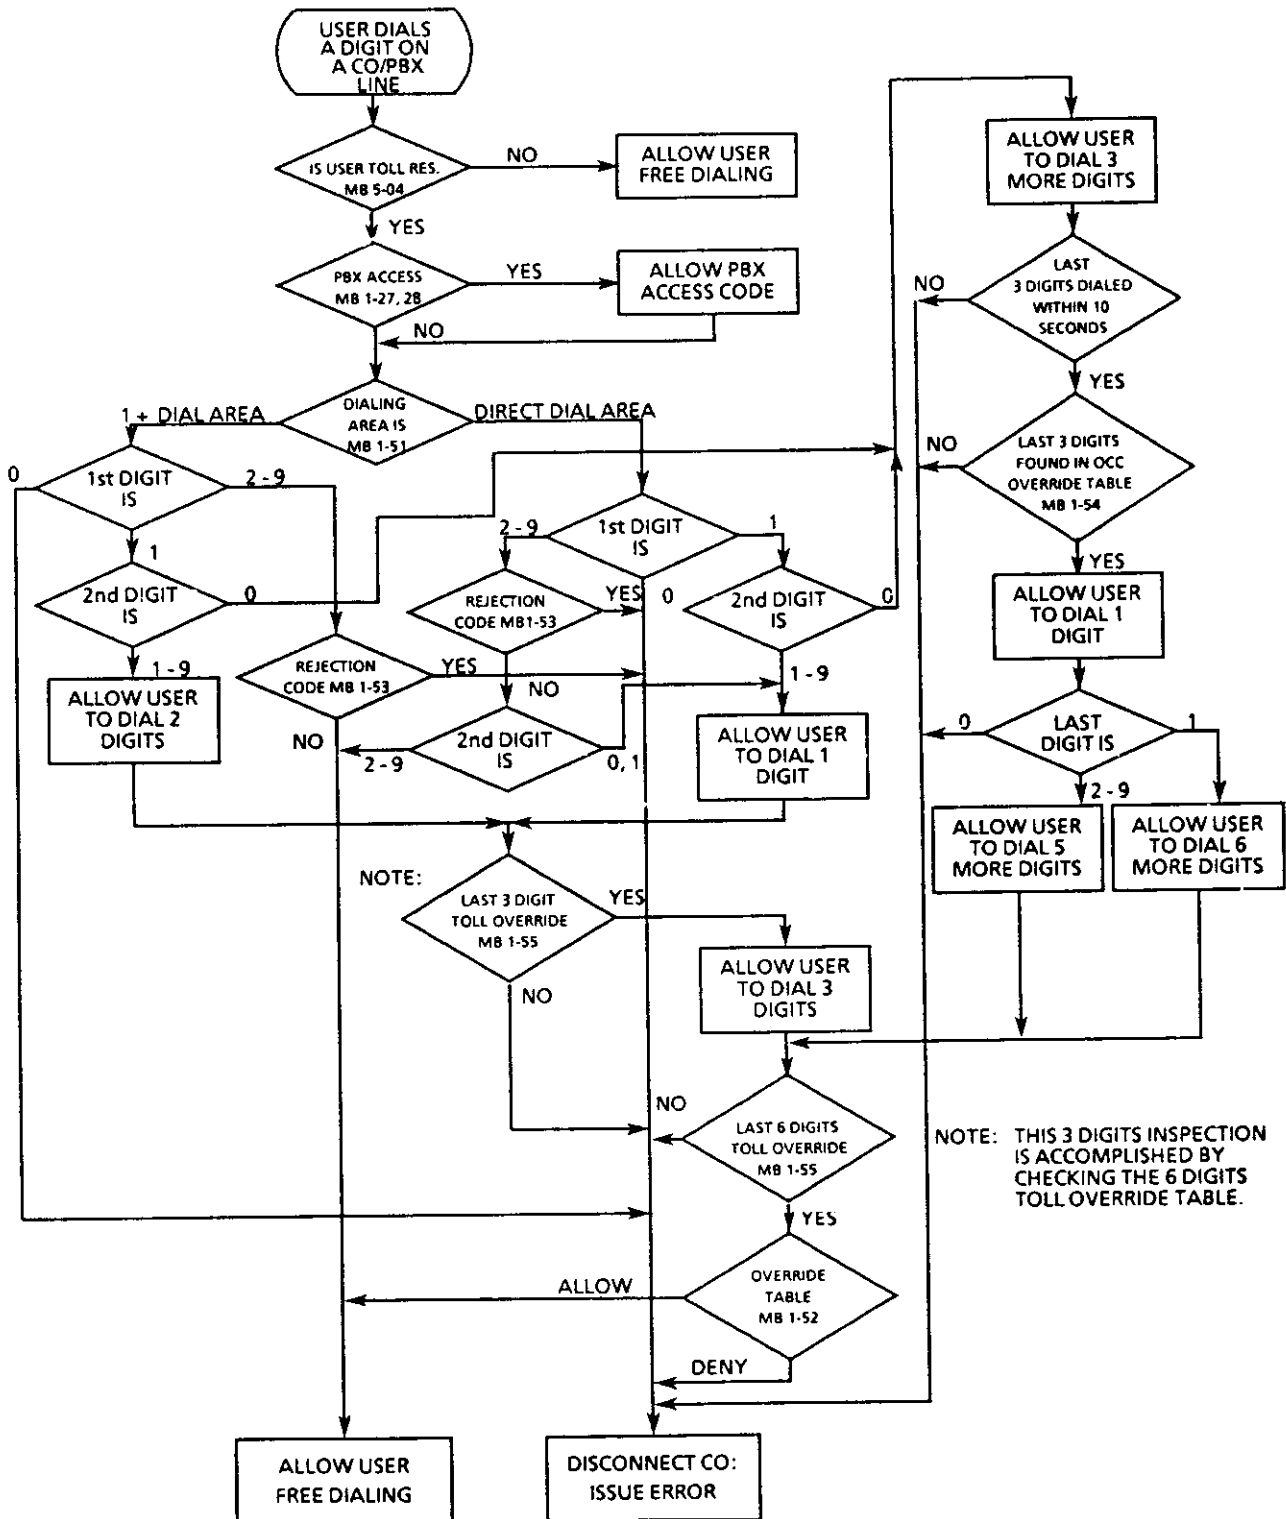 USER DIALS
A DIGIT ON
A CO/PBX
LINE
IS USER TOLL RES.
MB 5-04
NO
ALLOW USER
FREE DIALING
YES
PBX ACCESS
MB 1-27, 28
YES
ALLOW PBX
ACCESS CODE
NO
DIALING
AREA IS
MB 1-51
1 + DIAL AREA
DIRECT DIAL AREA
0
1st DIGIT
IS
2 - 9
1
2nd DIGIT
IS
0
1 - 9
ALLOW USER
TO DIAL 2
DIGITS
REJECTION
CODE MB 1-53
YES
NO
2 - 9
1st DIGIT
IS
1
0
REJECTION
CODE MB1-53
YES
NO
2nd DIGIT
IS
2 - 9
0, 1
2nd DIGIT
IS
0
1 - 9
ALLOW USER
TO DIAL 1
DIGIT
NOTE:
LAST 3 DIGIT
TOLL OVERRIDE
MB 1-55
YES
NO
ALLOW USER
TO DIAL 3
DIGITS
NO
LAST 6 DIGITS
TOLL OVERRIDE
MB 1-55
YES
OVERRIDE
TABLE
MB 1-52
ALLOW
DENY
ALLOW USER
FREE DIALING
DISCONNECT CO:
ISSUE ERROR
ALLOW USER
TO DIAL 3
MORE DIGITS
NO
LAST
3 DIGITS DIALED
WITHIN 10
SECONDS
YES
NO
LAST 3 DIGITS
FOUND IN OCC
OVERRIDE TABLE
MB 1-54
YES
ALLOW USER
TO DIAL 1
DIGIT
0
LAST
DIGIT IS
1
2 - 9
ALLOW USER
TO DIAL 5
MORE DIGITS
ALLOW USER
TO DIAL 6
MORE DIGITS
NOTE: THIS 3 DIGITS INSPECTION
IS ACCOMPLISHED BY
CHECKING THE 6 DIGITS
TOLL OVERRIDE TABLE.